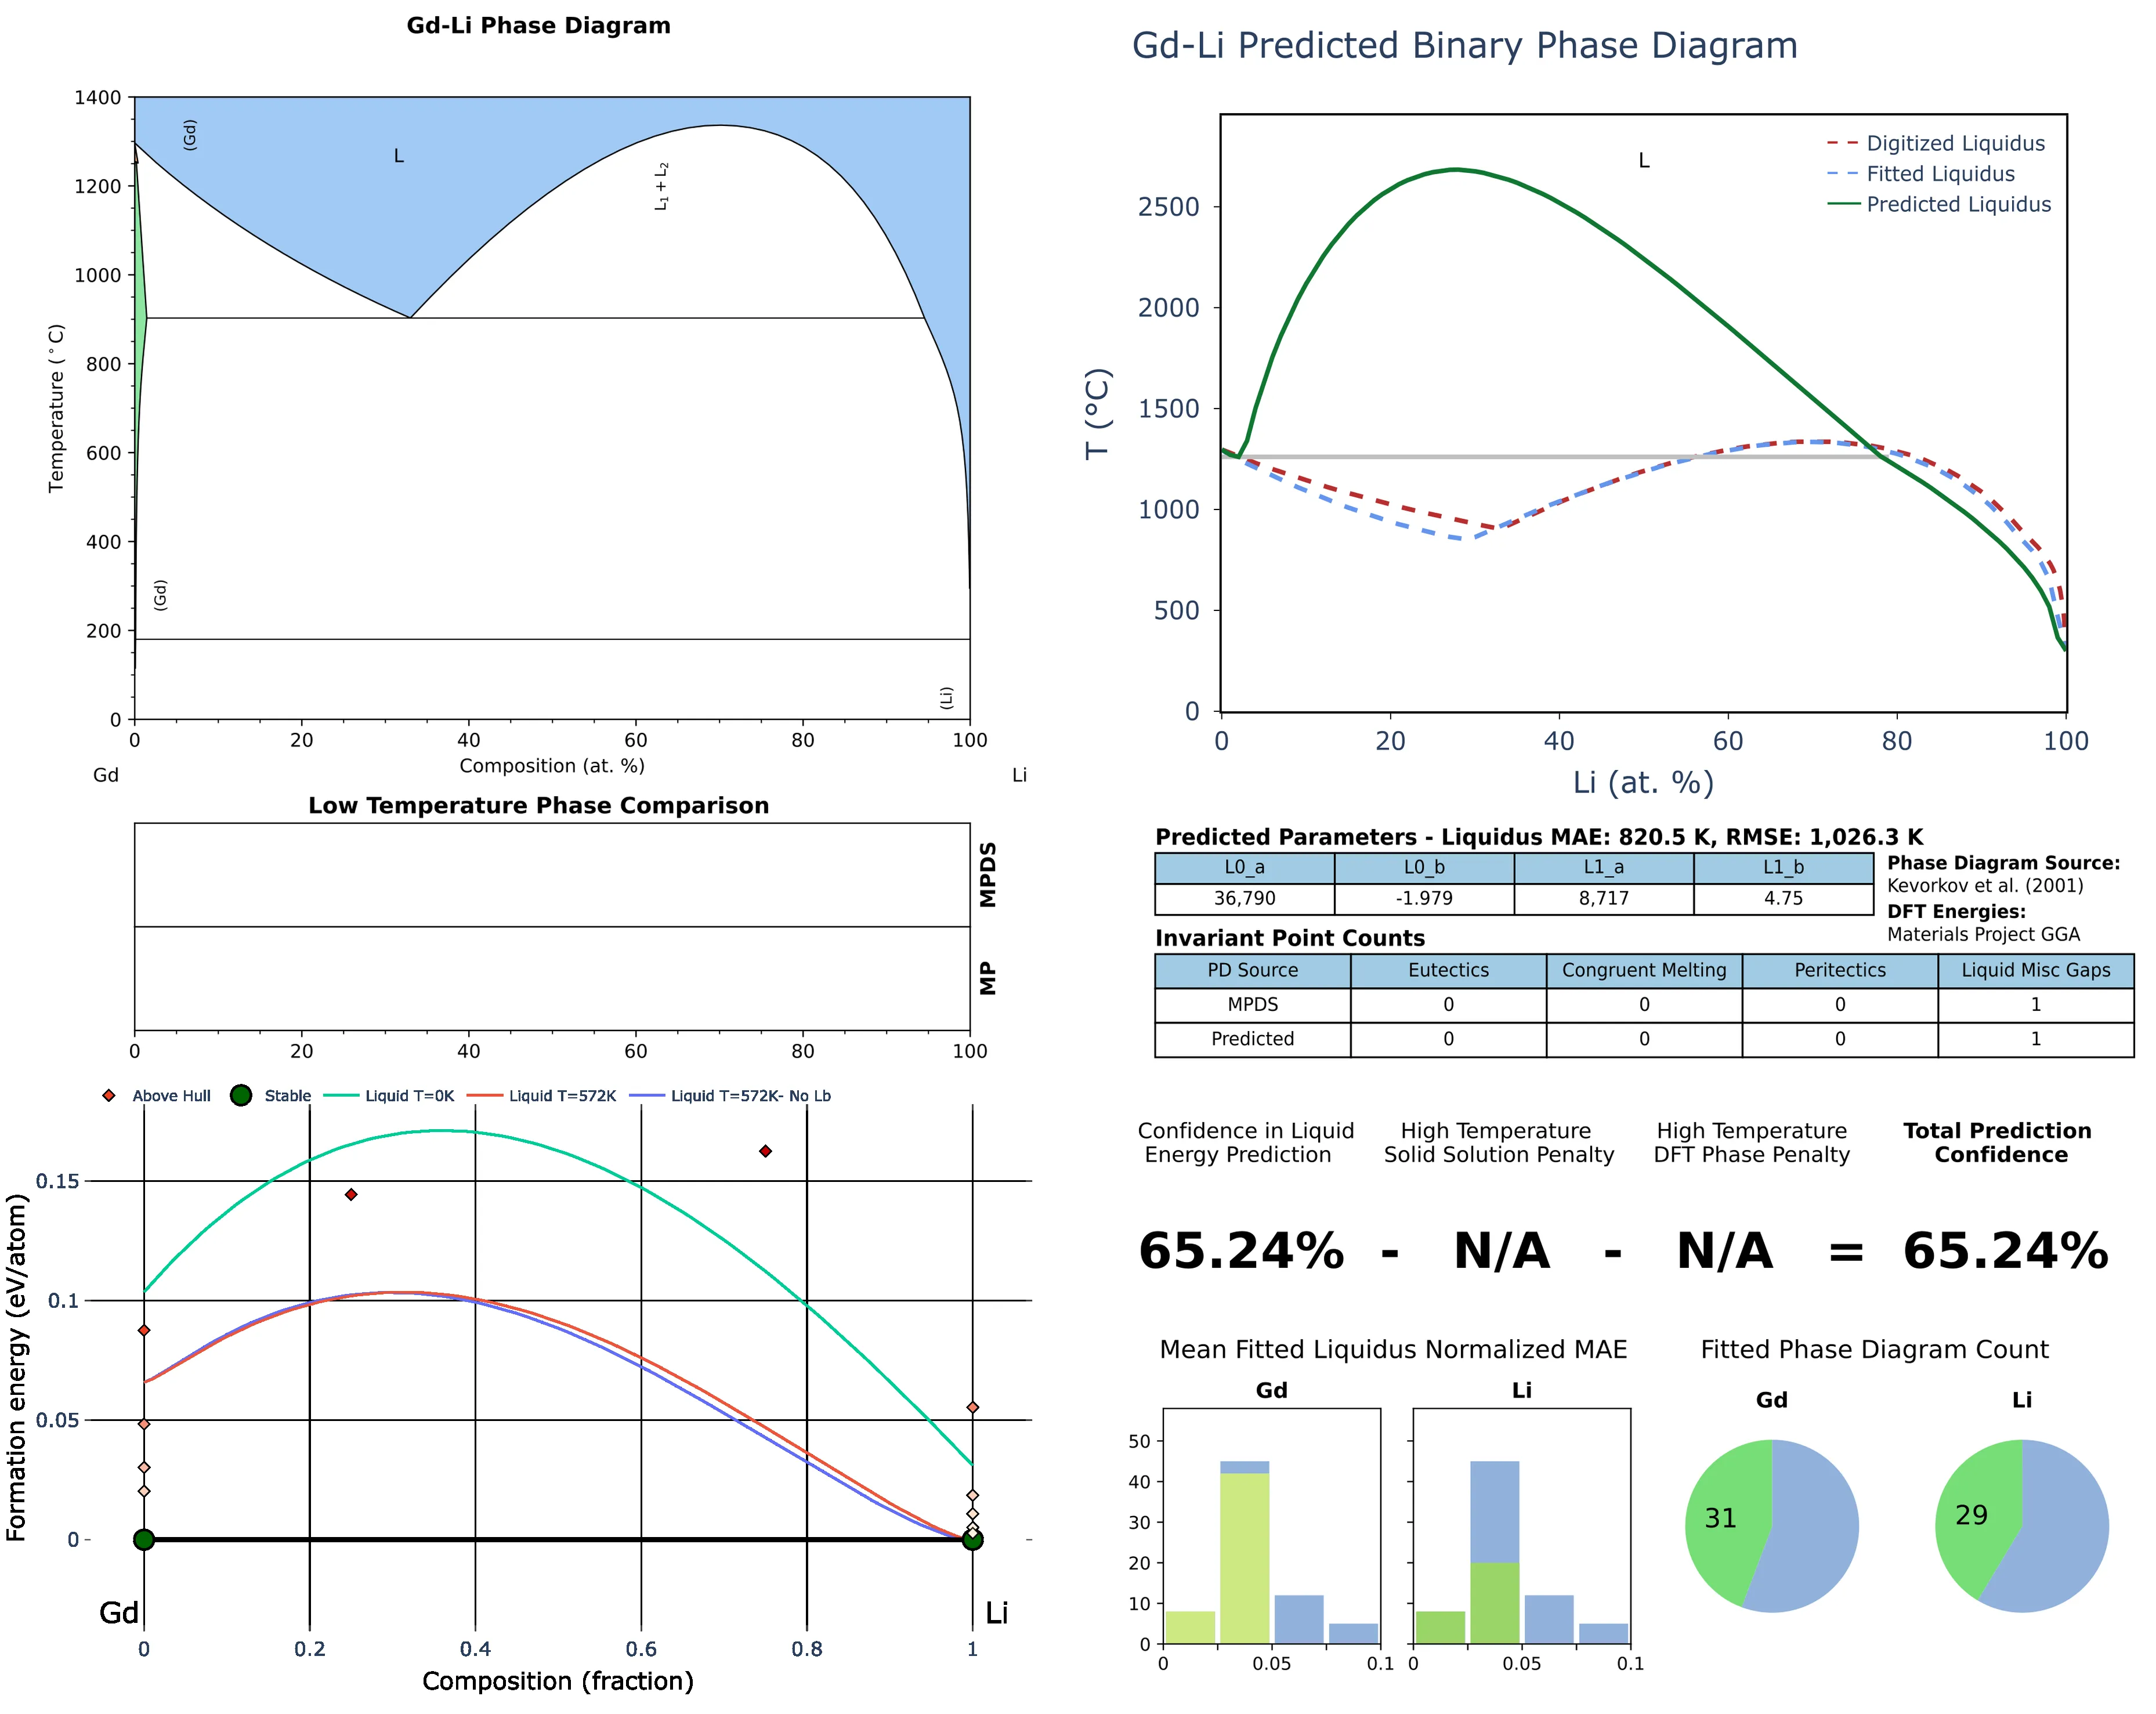 Gd-Li Phase Diagram
1400
1200
1000
800
600
400
200
0
Temperature (°C)
(Gd)
L
L1 + L2
(Gd)
(Li)
0 20 40 60 80 100
Composition (at. %)
Gd Li
Low Temperature Phase Comparison
MPDS
MP
0 20 40 60 80 100
Above Hull Stable Liquid T=0K Liquid T=572K Liquid T=572K- No Lb
0.15
0.1
0.05
0
Formation energy (eV/atom)
Gd Li
0 0.2 0.4 0.6 0.8 1
Composition (fraction)
Gd-Li Predicted Binary Phase Diagram
L
Digitized Liquidus
Fitted Liquidus
Predicted Liquidus
2500
2000
1500
1000
500
0
T (°C)
0 20 40 60 80 100
Li (at. %)
Predicted Parameters - Liquidus MAE: 820.5 K, RMSE: 1,026.3 K
L0_a L0_b L1_a L1_b
36,790 -1.979 8,717 4.75
Phase Diagram Source:
Kevorkov et al. (2001)
DFT Energies:
Materials Project GGA
Invariant Point Counts
PD Source Eutectics Congruent Melting Peritectics Liquid Misc Gaps
MPDS 0 0 0 1
Predicted 0 0 0 1
Confidence in Liquid
Energy Prediction
High Temperature
Solid Solution Penalty
High Temperature
DFT Phase Penalty
Total Prediction
Confidence
65.24% - N/A - N/A = 65.24%
Mean Fitted Liquidus Normalized MAE
Gd Li
50
40
30
20
10
0
0 0.05 0.1
0 0.05 0.1
Fitted Phase Diagram Count
Gd Li
31 29